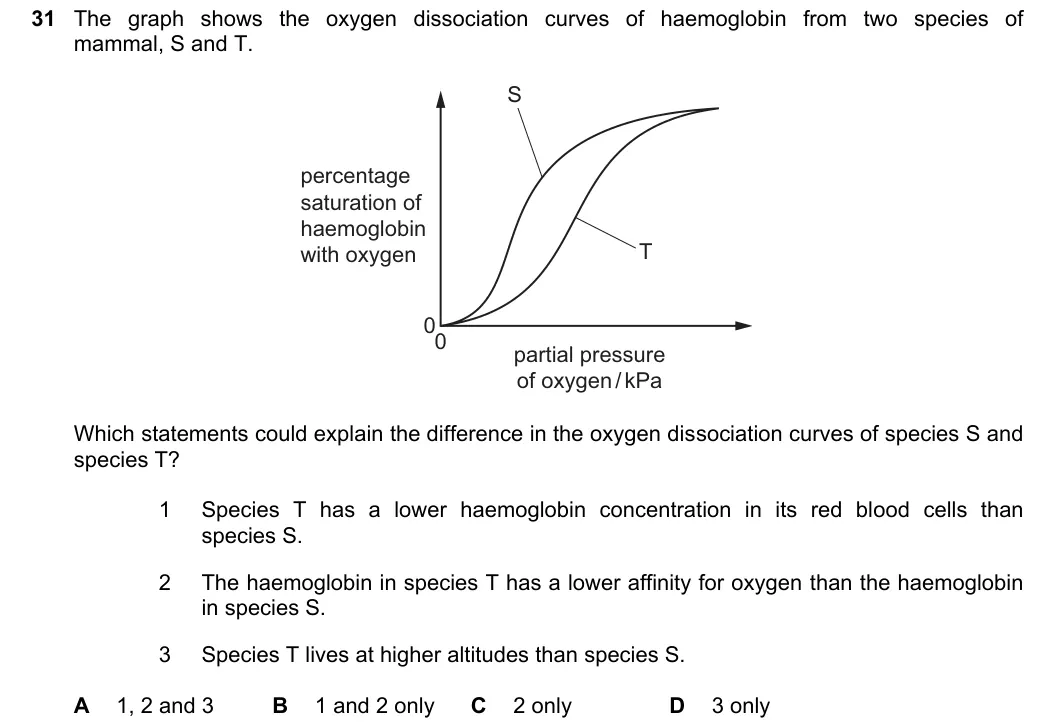 31 The graph shows the oxygen dissociation curves of haemoglobin from two species of
mammal, S and T.
S
percentage
saturation of
haemoglobin
with oxygen
T
0
0
partial pressure
of oxygen / kPa
Which statements could explain the difference in the oxygen dissociation curves of species S and
species T?
1 Species T has a lower haemoglobin concentration in its red blood cells than
species S.
2 The haemoglobin in species T has a lower affinity for oxygen than the haemoglobin
in species S.
3 Species T lives at higher altitudes than species S.
A 1, 2 and 3 B 1 and 2 only C 2 only D 3 only